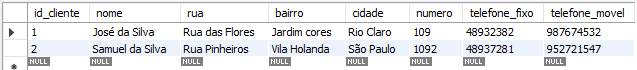 id_cliente nome rua bairro cidade numero telefone_fixo telefone_movel
1 José da Silva Rua das Flores Jardim cores Rio Claro 109 48932382 987674532
2 Samuel da Silva Rua Pinheiros Vila Holanda São Paulo 1092 48937281 952721547
NULL NULL NULL NULL NULL NULL NULL NULL